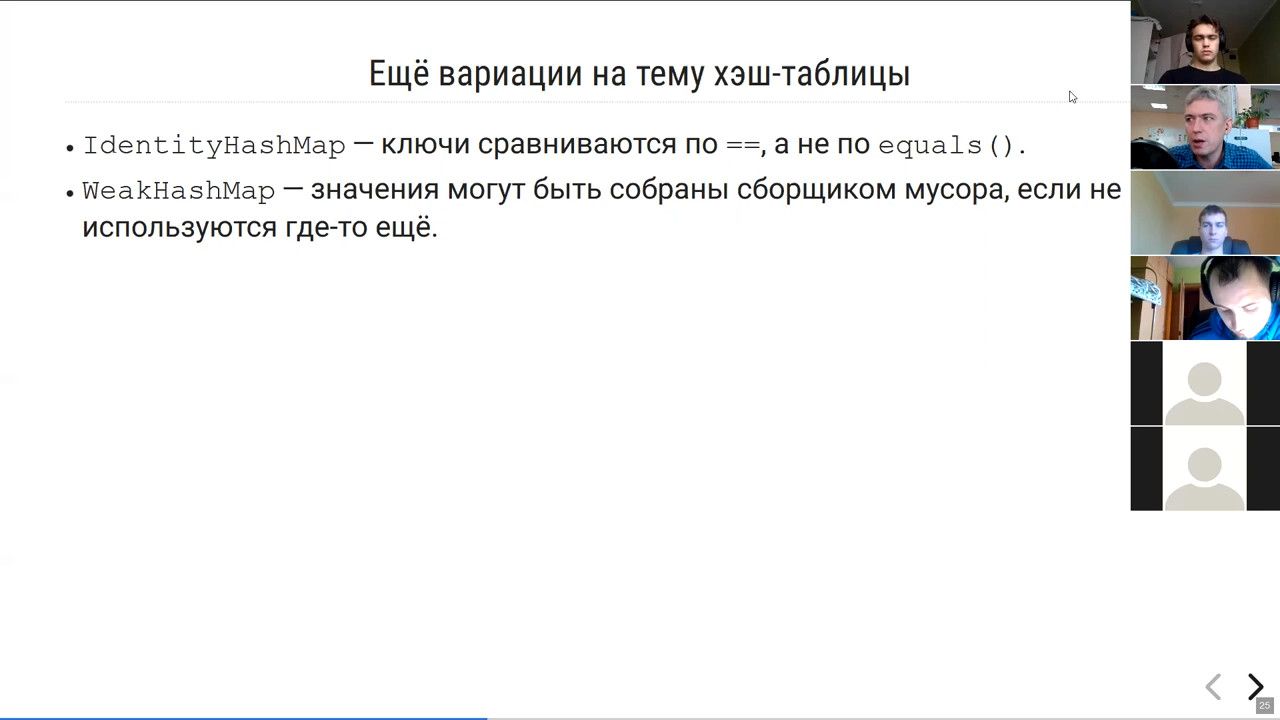 Ещё вариации на тему хэш-таблицы
• IdentityHashMap — ключи сравниваются по ==, а не по equals().
• WeakHashMap — значения могут быть собраны сборщиком мусора, если не
используются где-то ещё.
25